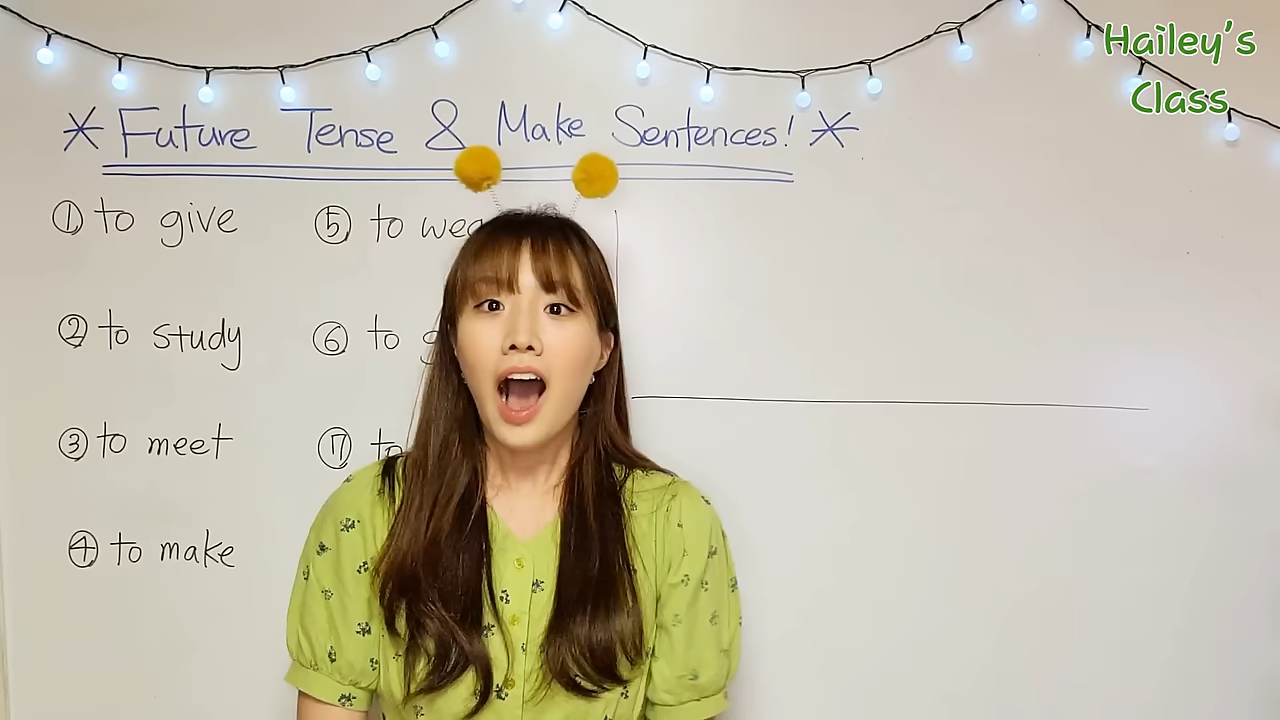 Hailey's
Class
* Future Tense & Make Sentences! *
① to give
② to study
③ to meet
④ to make
⑤ to
⑥ to
⑦ to